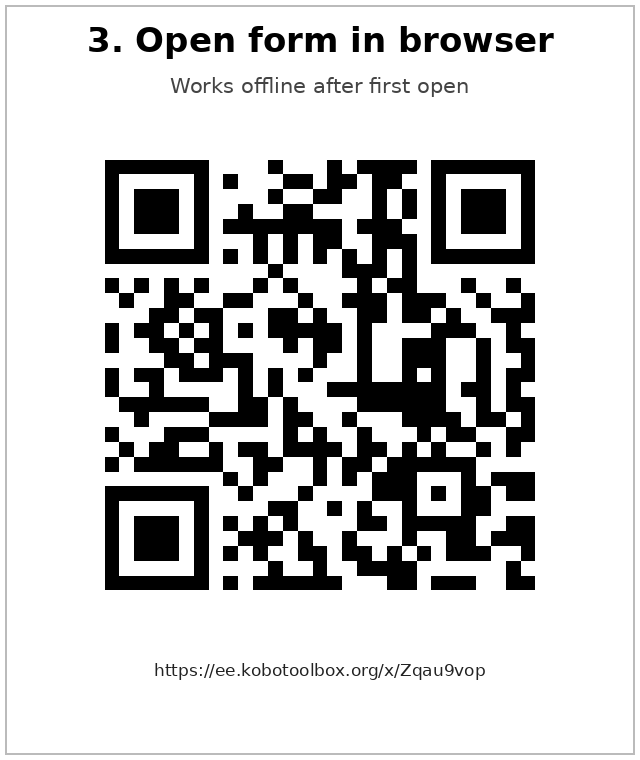 3. Open form in browser
Works offline after first open
https://ee.kobotoolbox.org/x/Zqau9vop